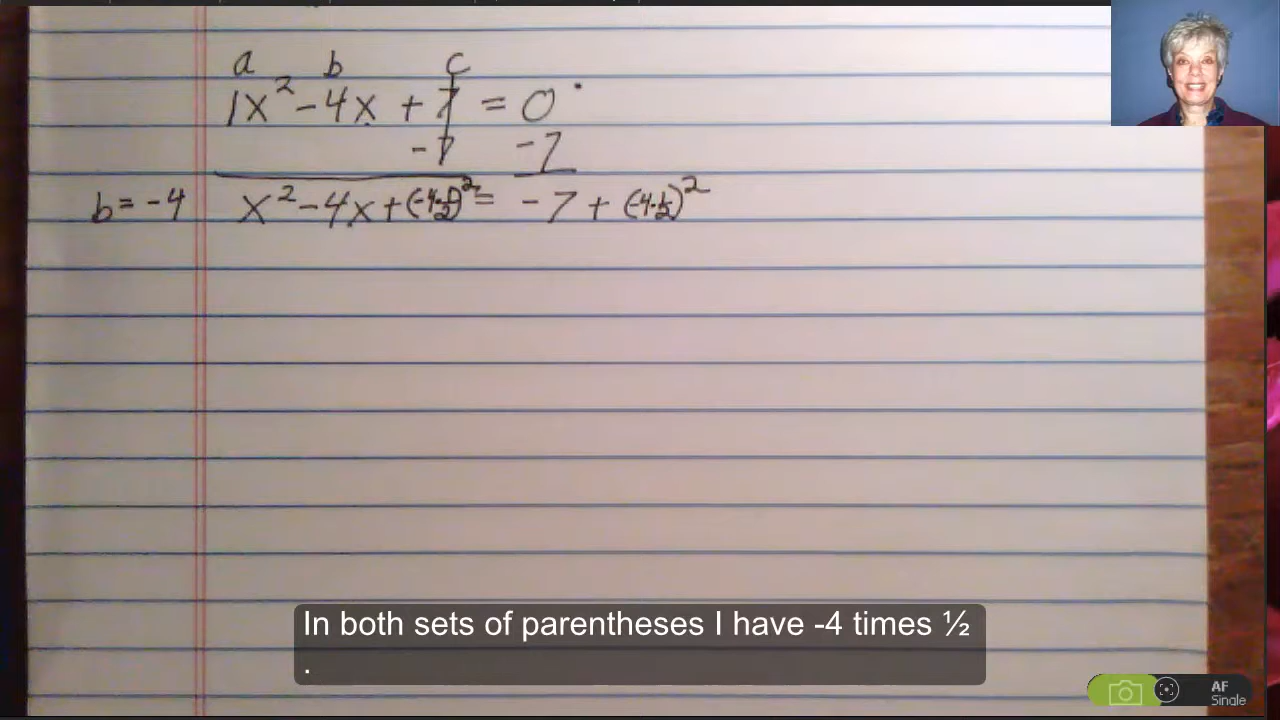 a b c
1x² - 4x + 7 = 0
-7 -7
b = -4 x² - 4x + (-4·½)² = -7 + (-4·½)²
In both sets of parentheses I have -4 times ½
.
AF
Single